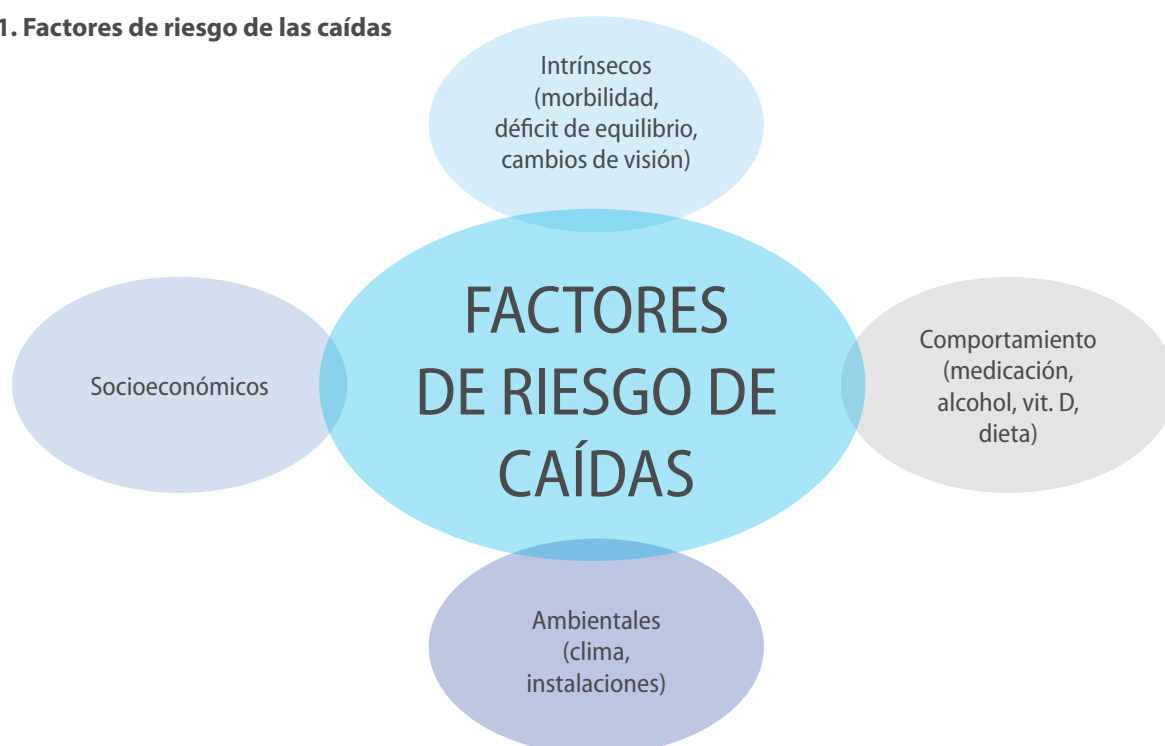 1. Factores de riesgo de las caídas
Intrínsecos
(morbilidad,
déficit de equilibrio,
cambios de visión)
FACTORES
DE RIESGO DE
CAÍDAS
Socioeconómicos
Comportamiento
(medicación,
alcohol, vit. D,
dieta)
Ambientales
(clima,
instalaciones)